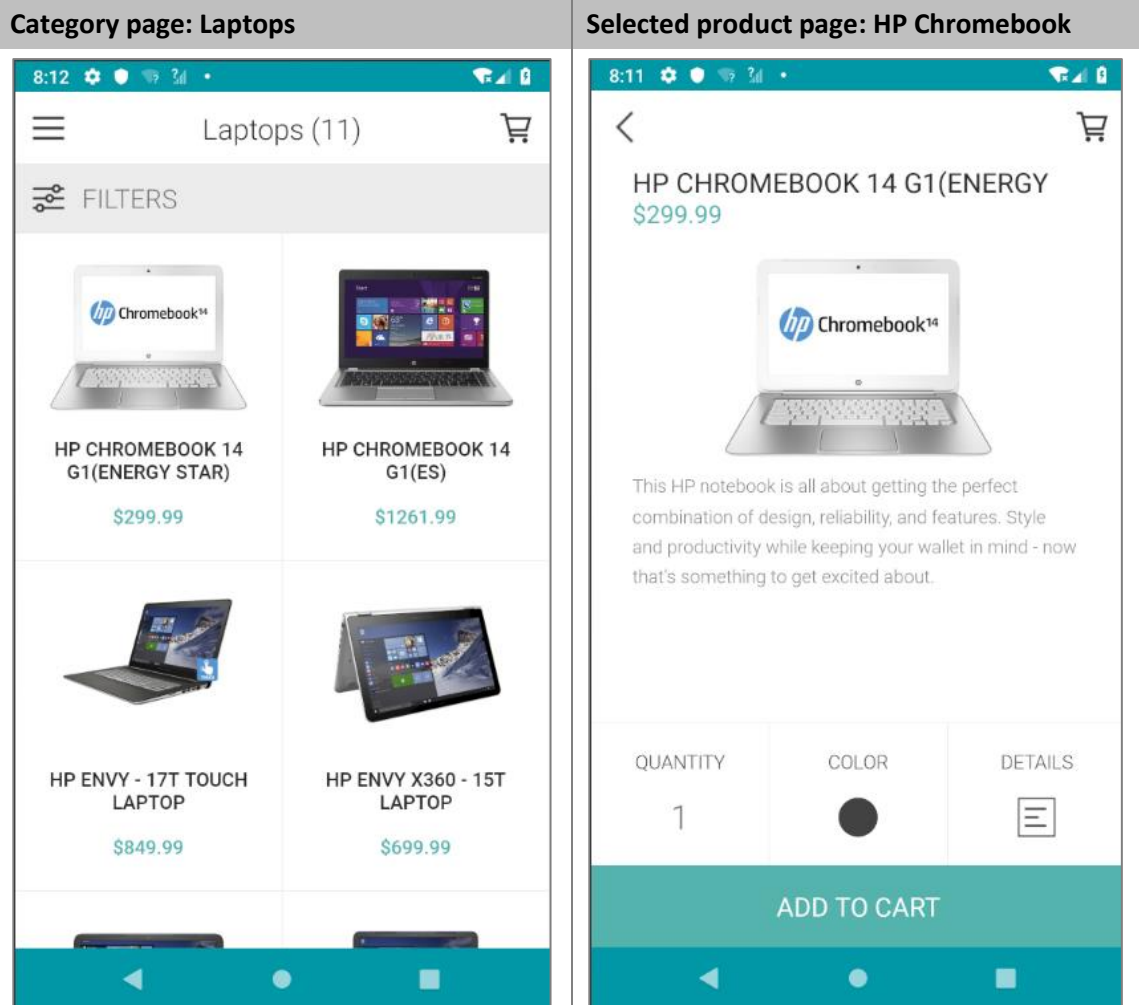 Category page: Laptops
8:12
Laptops (11)
FILTERS
hp Chromebook14
HP CHROMEBOOK 14
G1(ENERGY STAR)
$299.99
Start
HP CHROMEBOOK 14
G1(ES)
$1261.99
HP ENVY - 17T TOUCH
LAPTOP
$849.99
HP ENVY X360 - 15T
LAPTOP
$699.99
Selected product page: HP Chromebook
8:11
HP CHROMEBOOK 14 G1(ENERGY
$299.99
hp Chromebook14
This HP notebook is all about getting the perfect
combination of design, reliability, and features. Style
and productivity while keeping your wallet in mind - now
that's something to get excited about.
QUANTITY
COLOR
DETAILS
1
ADD TO CART